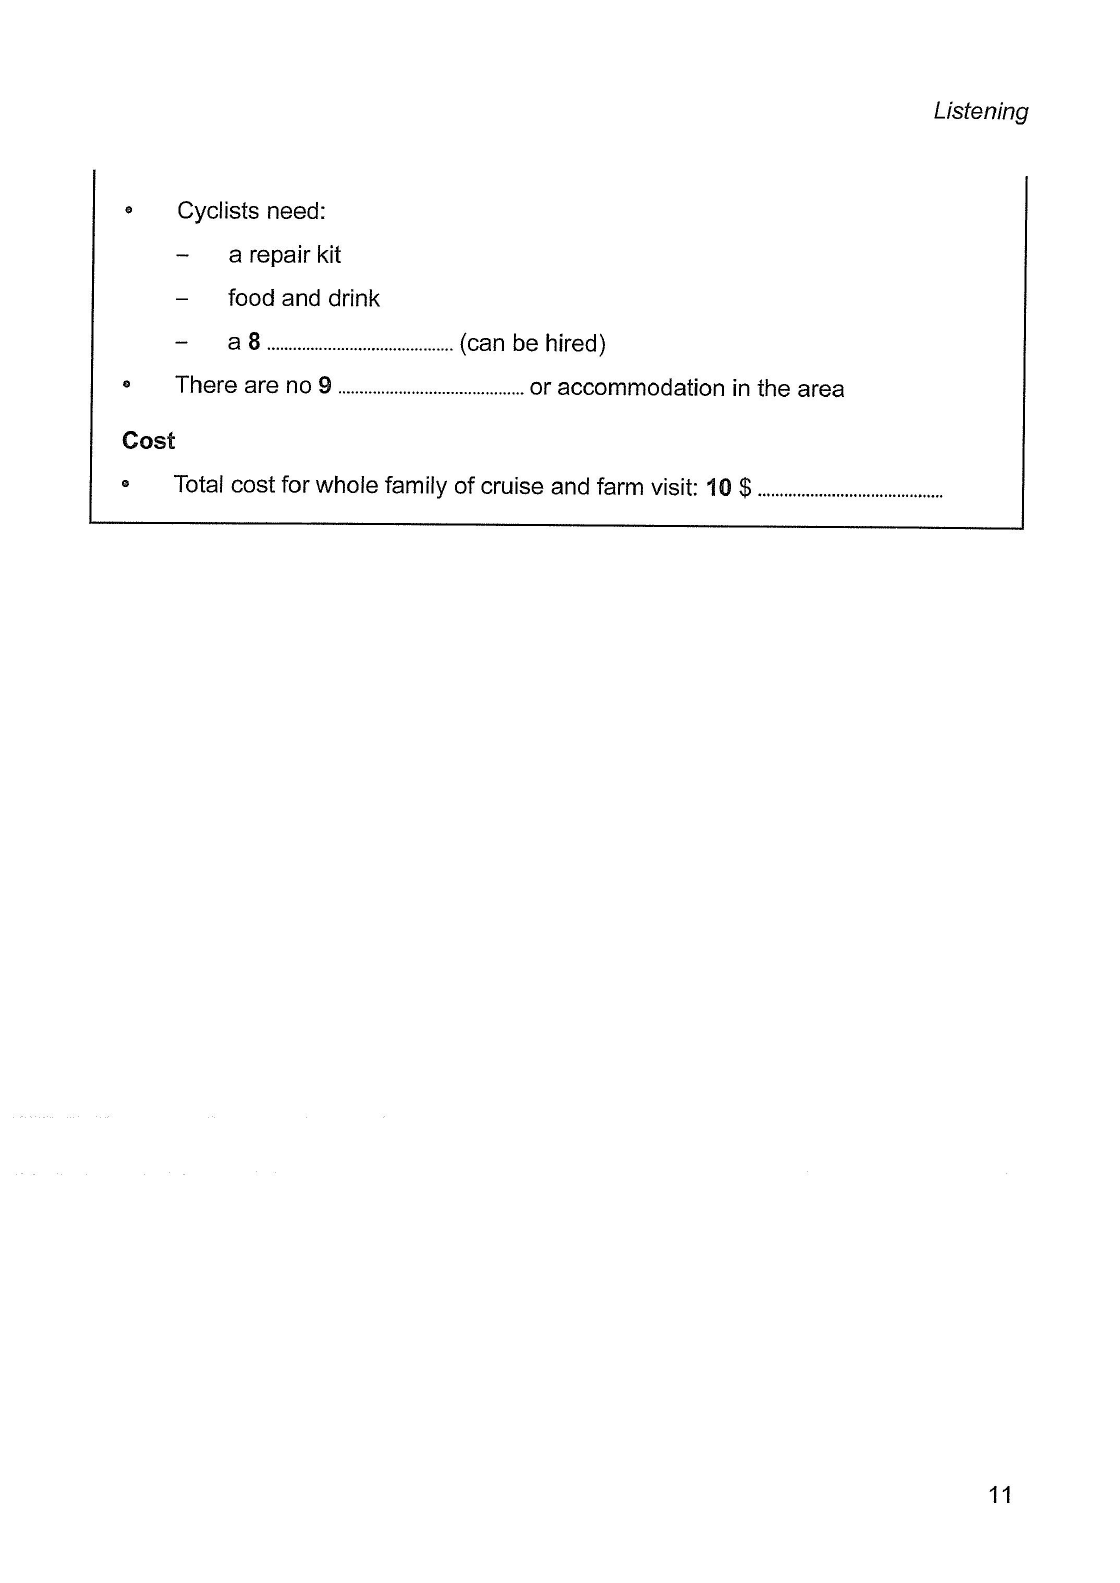 Listening
• Cyclists need:
– a repair kit
– food and drink
– a 8 .......................................... (can be hired)
• There are no 9 .......................................... or accommodation in the area
Cost
• Total cost for whole family of cruise and farm visit: 10 $ ..........................................
11